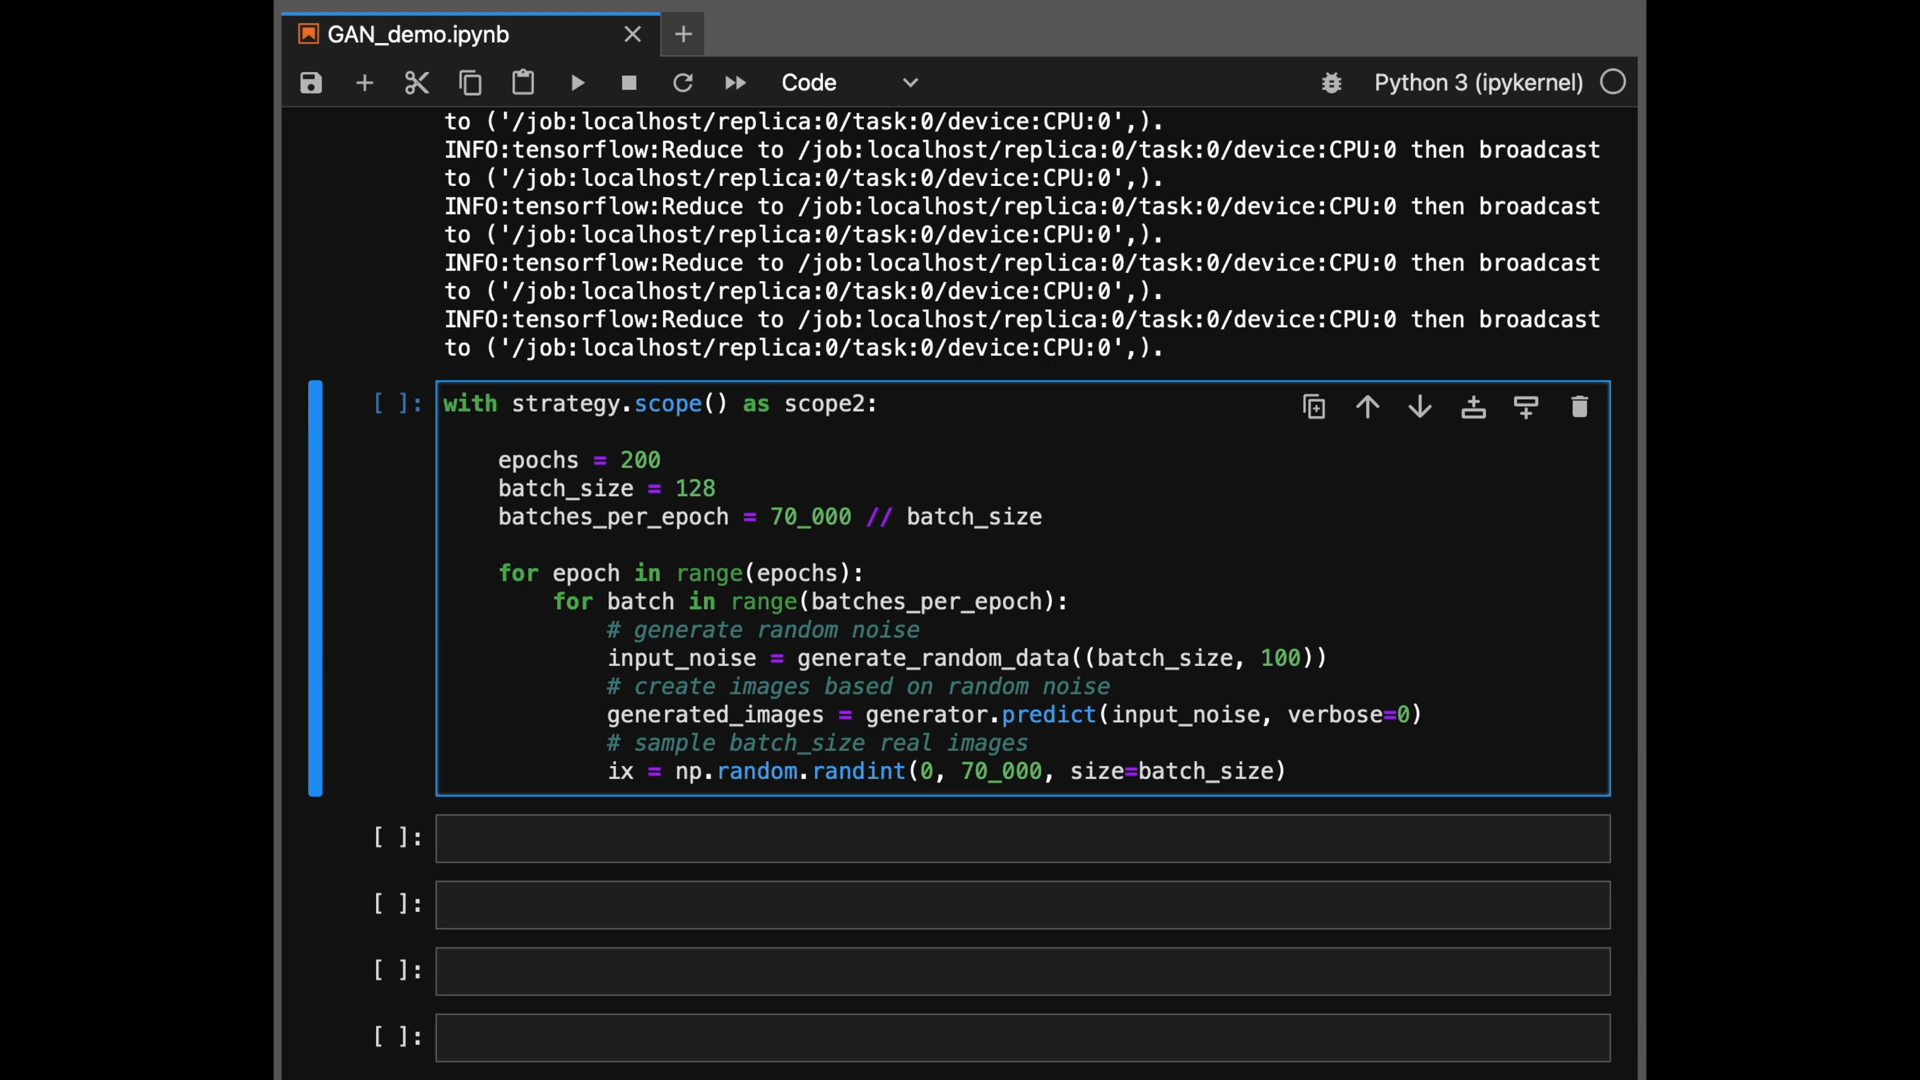 GAN_demo.ipynb
Code
Python 3 (ipykernel)
to ('/job:localhost/replica:0/task:0/device:CPU:0',).
INFO:tensorflow:Reduce to /job:localhost/replica:0/task:0/device:CPU:0 then broadcast
to ('/job:localhost/replica:0/task:0/device:CPU:0',).
INFO:tensorflow:Reduce to /job:localhost/replica:0/task:0/device:CPU:0 then broadcast
to ('/job:localhost/replica:0/task:0/device:CPU:0',).
INFO:tensorflow:Reduce to /job:localhost/replica:0/task:0/device:CPU:0 then broadcast
to ('/job:localhost/replica:0/task:0/device:CPU:0',).
INFO:tensorflow:Reduce to /job:localhost/replica:0/task:0/device:CPU:0 then broadcast
to ('/job:localhost/replica:0/task:0/device:CPU:0',).
[ ]: with strategy.scope() as scope2:
epochs = 200
batch_size = 128
batches_per_epoch = 70_000 // batch_size
for epoch in range(epochs):
for batch in range(batches_per_epoch):
# generate random noise
input_noise = generate_random_data((batch_size, 100))
# create images based on random noise
generated_images = generator.predict(input_noise, verbose=0)
# sample batch_size real images
ix = np.random.randint(0, 70_000, size=batch_size)
[ ]:
[ ]:
[ ]:
[ ]: